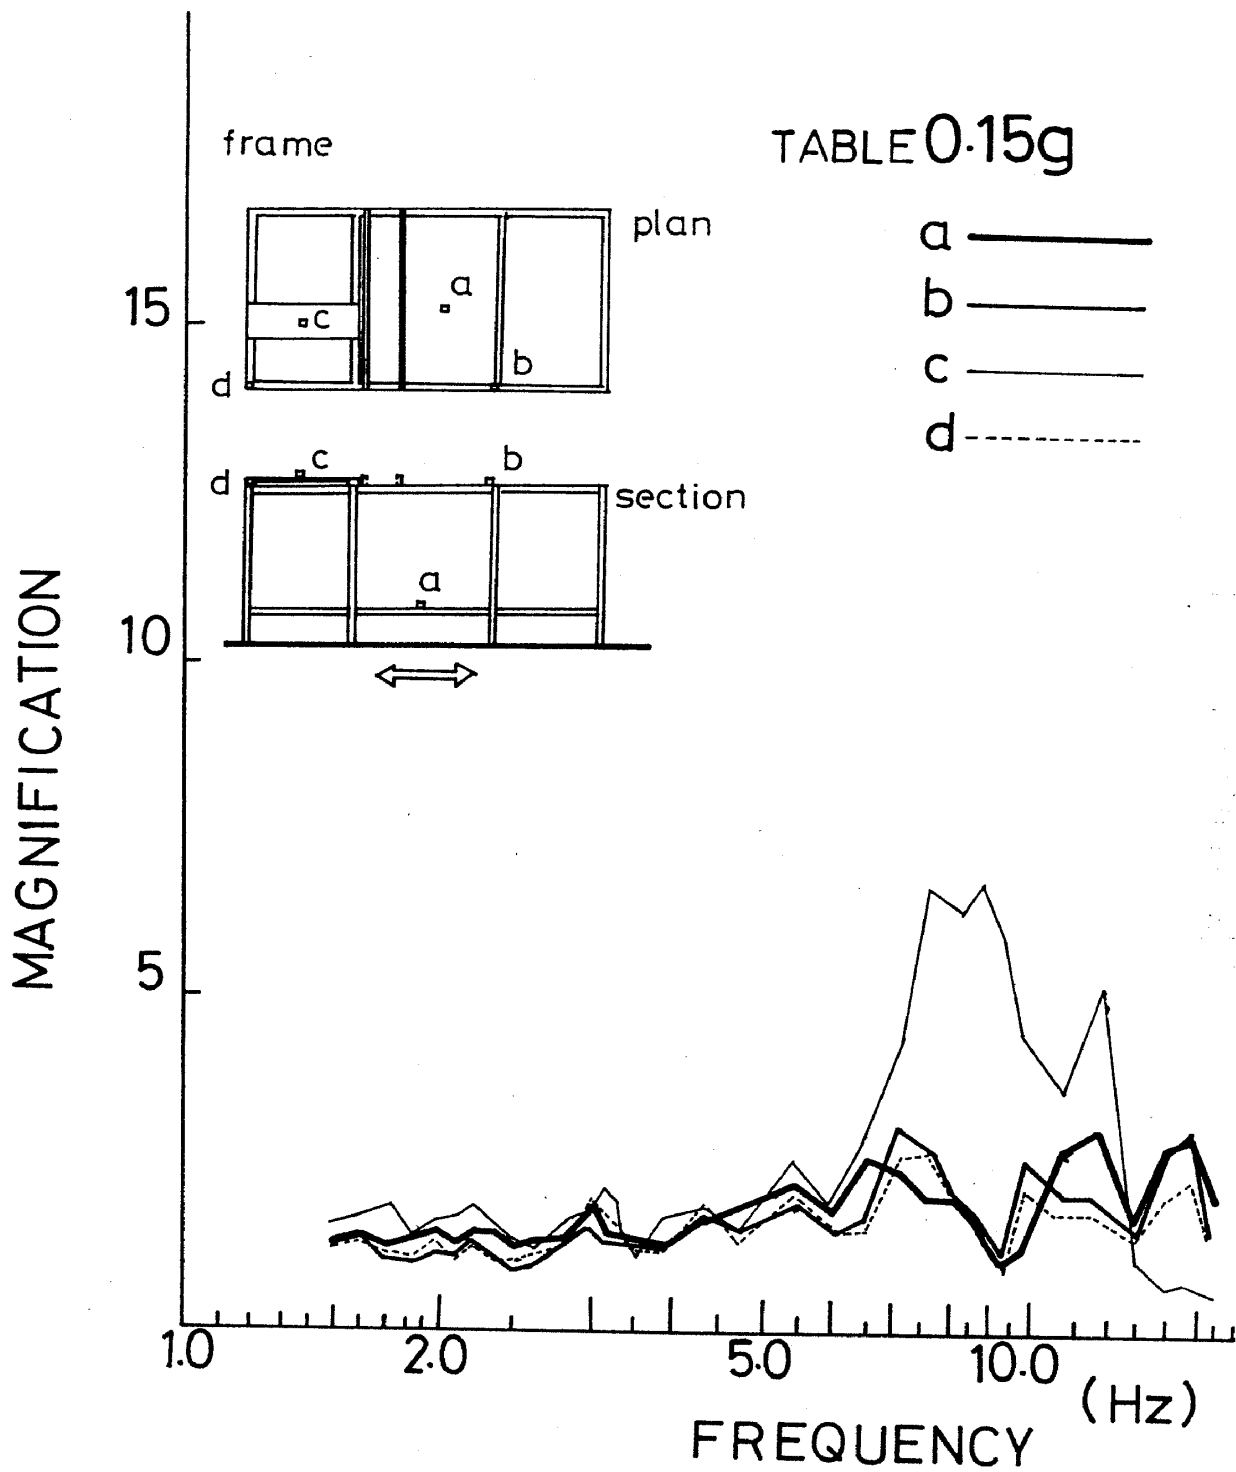 frame
TABLE 0.15g
plan
a
b
c
d
a
c
b
d
15
c
b
d
section
a
10
5
MAGNIFICATION
1.0 2.0 5.0 10.0
(Hz)
FREQUENCY